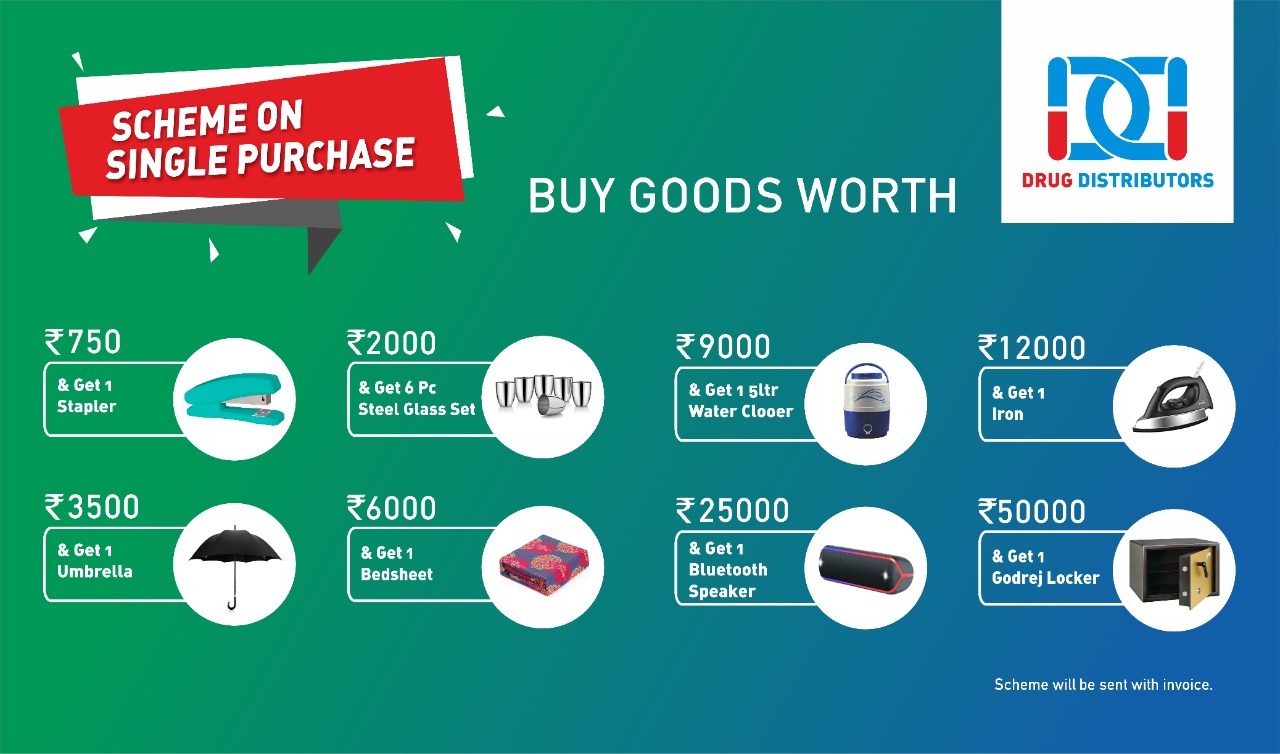 SCHEME ON
SINGLE PURCHASE
BUY GOODS WORTH
DRUG DISTRIBUTORS
₹750
& Get 1
Stapler
₹2000
& Get 6 Pc
Steel Glass Set
₹9000
& Get 1 5ltr
Water Clooer
₹12000
& Get 1
Iron
₹3500
& Get 1
Umbrella
₹6000
& Get 1
Bedsheet
₹25000
& Get 1
Bluetooth
Speaker
₹50000
& Get 1
Godrej Locker
Scheme will be sent with invoice.